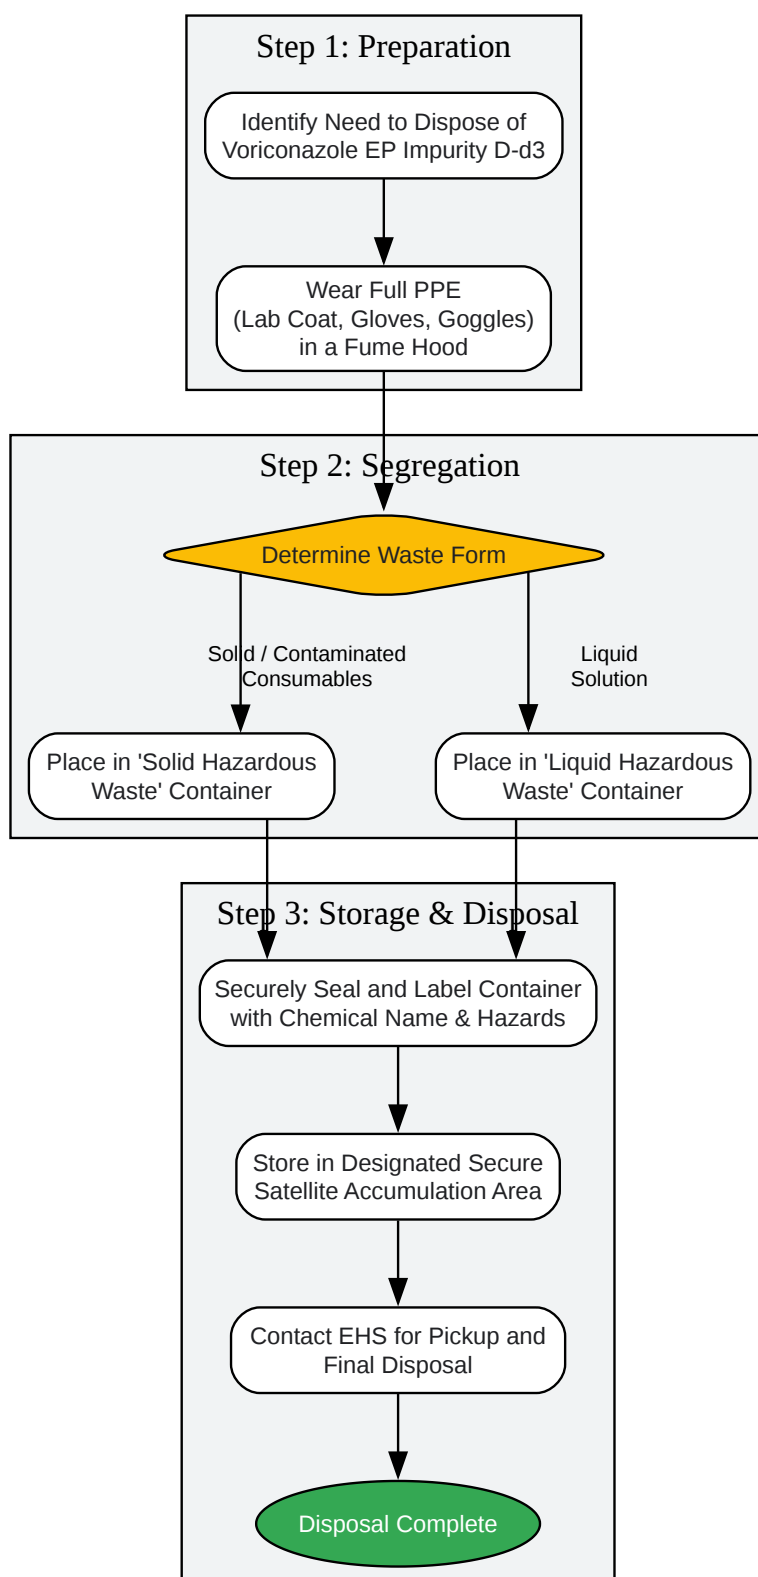 Step 1: Preparation
Identify Need to Dispose of
Voriconazole EP Impurity D-d3
Wear Full PPE
(Lab Coat, Gloves, Goggles)
in a Fume Hood
Step 2: Segregation
Determine Waste Form
Solid / Contaminated
Consumables
Liquid
Solution
Place in 'Solid Hazardous
Waste' Container
Place in 'Liquid Hazardous
Waste' Container
Step 3: Storage & Disposal
Securely Seal and Label Container
with Chemical Name & Hazards
Store in Designated Secure
Satellite Accumulation Area
Contact EHS for Pickup and
Final Disposal
Disposal Complete